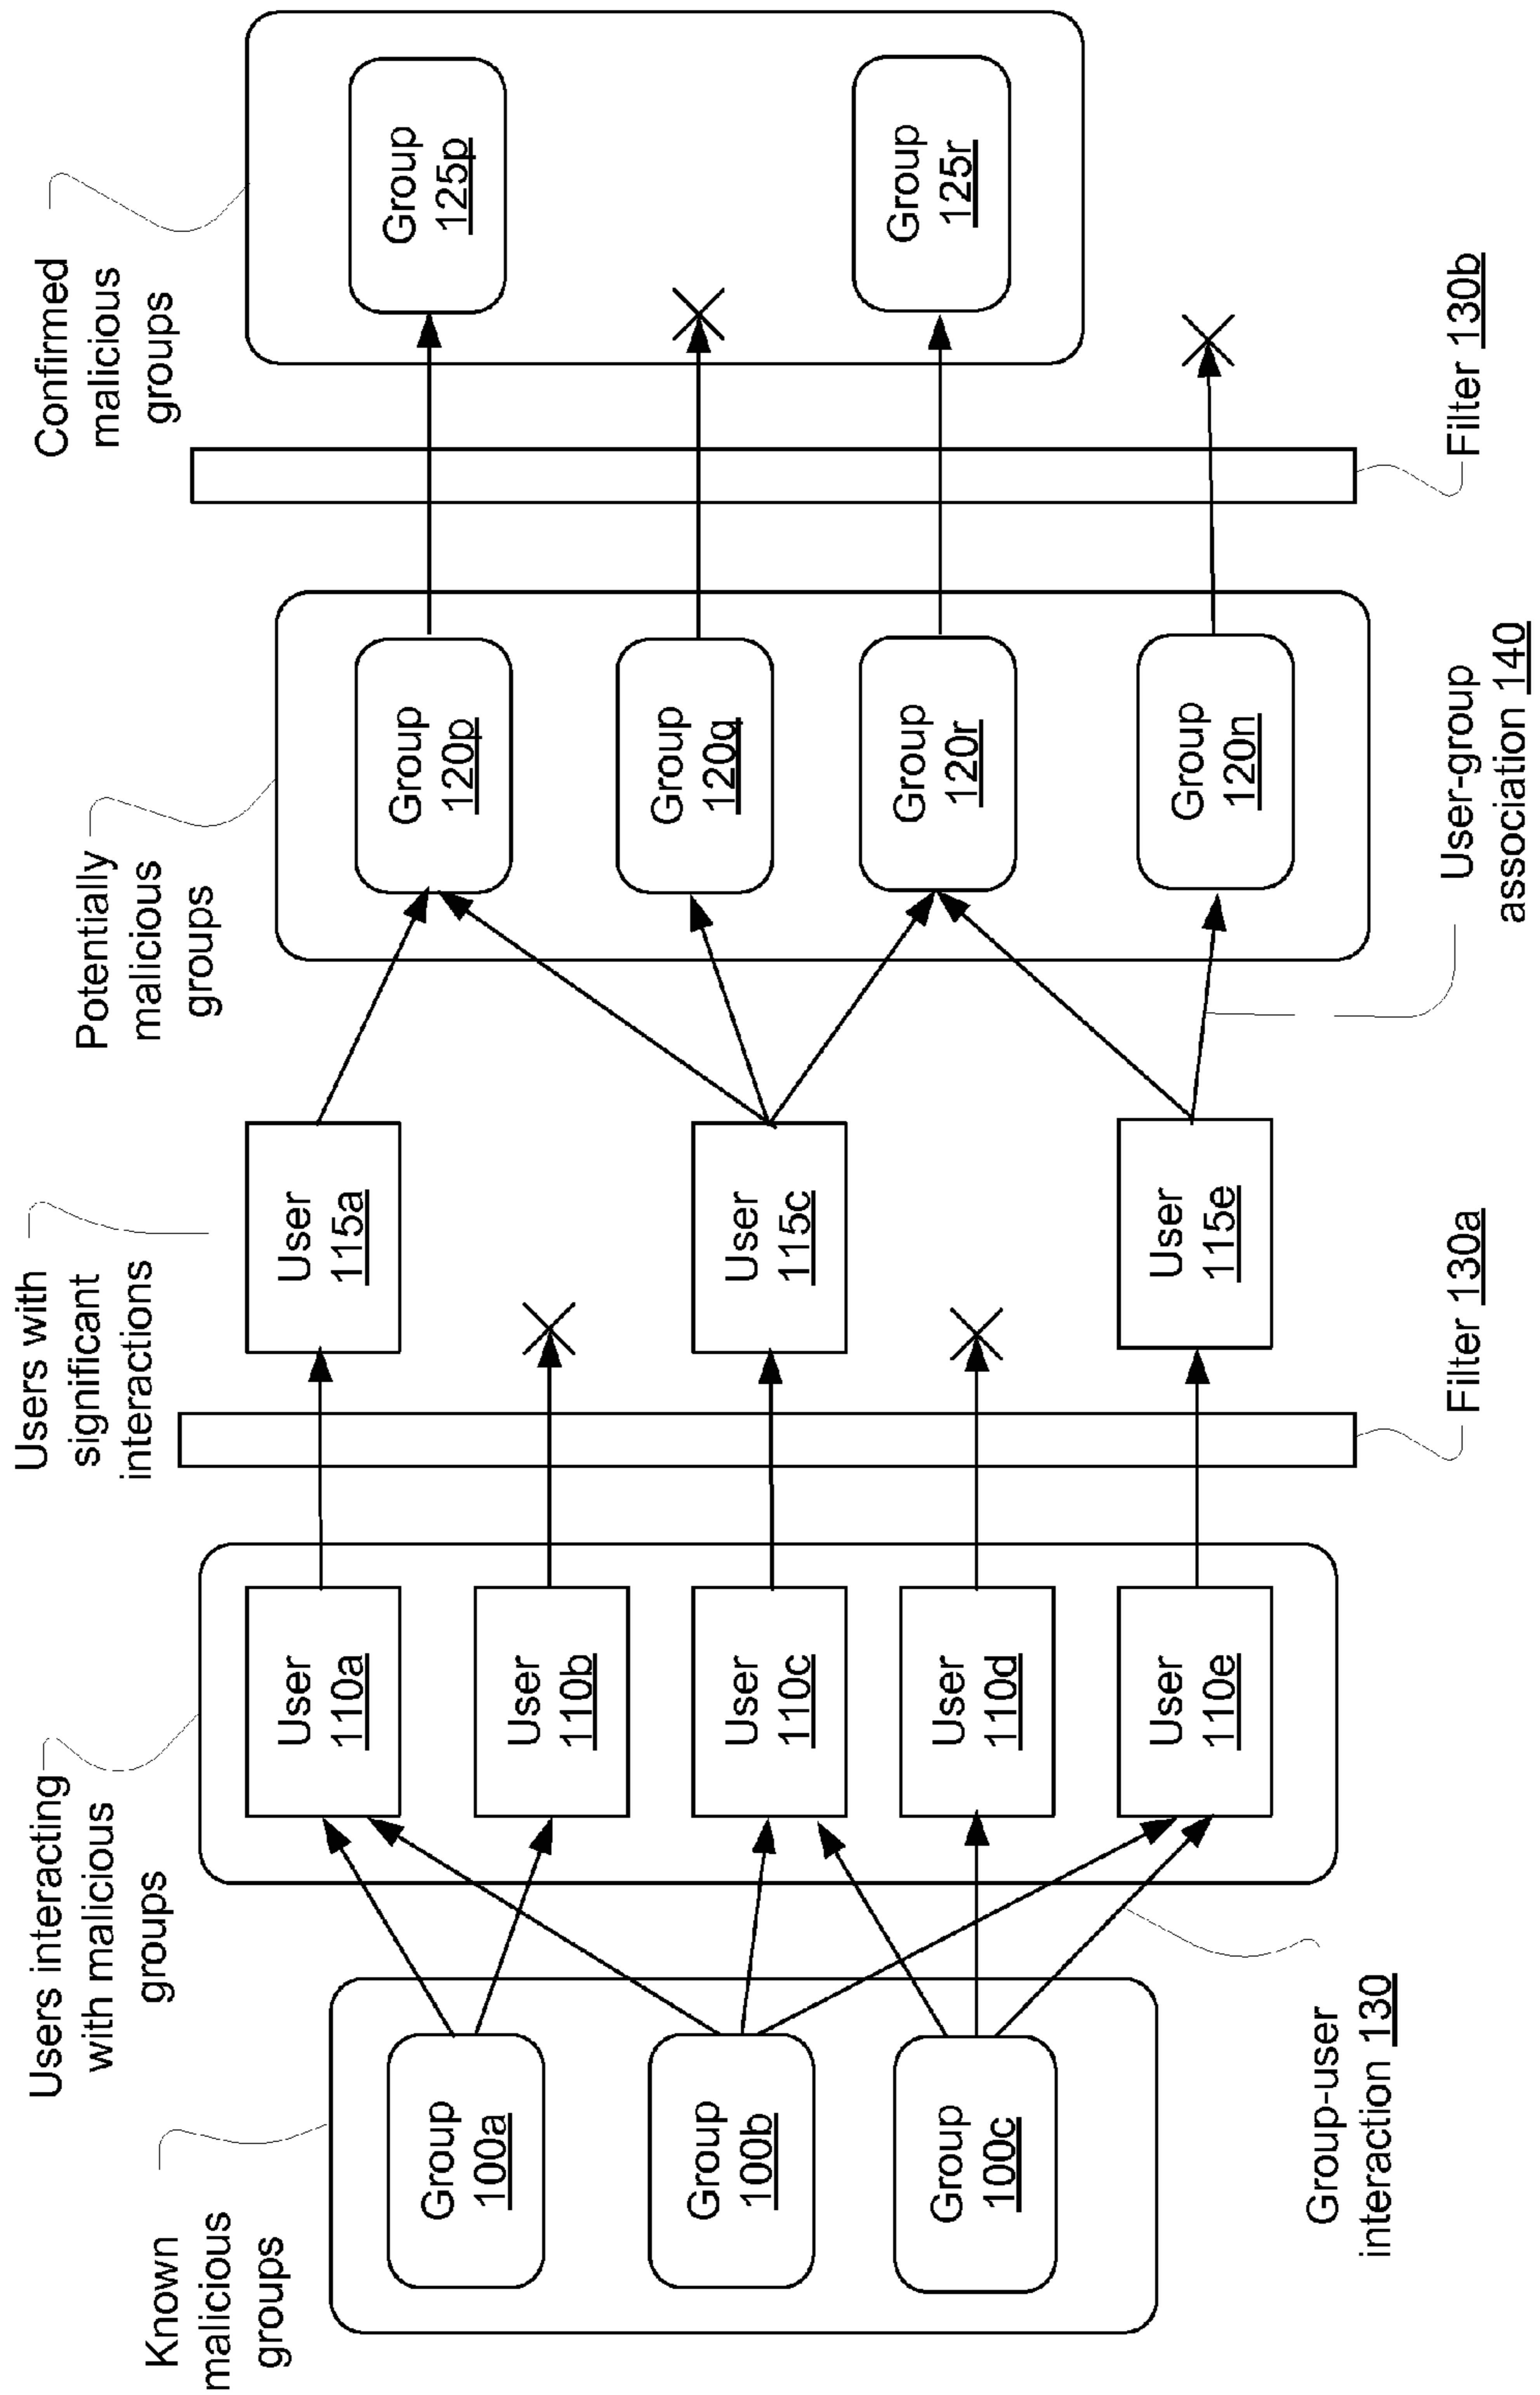 Known
malicious
groups
Group
100a
Group
100b
Group
100c
Group-user
interaction 130
Users interacting
with malicious
groups
User
110a
User
110b
User
110c
User
110d
User
110e
Filter 130a
Users with
significant
interactions
User
115a
User
115c
User
115e
User-group
association 140
Potentially
malicious
groups
Group
120p
Group
120q
Group
120r
Group
120n
Filter 130b
Confirmed
malicious
groups
Group
125p
Group
125r